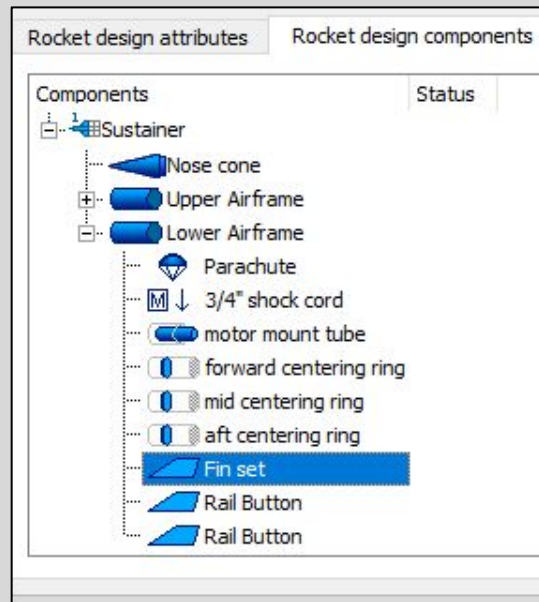 Rocket design attributes Rocket design components
Components Status
1 Sustainer
Nose cone
Upper Airframe
Lower Airframe
Parachute
M 3/4" shock cord
motor mount tube
forward centering ring
mid centering ring
aft centering ring
Fin set
Rail Button
Rail Button